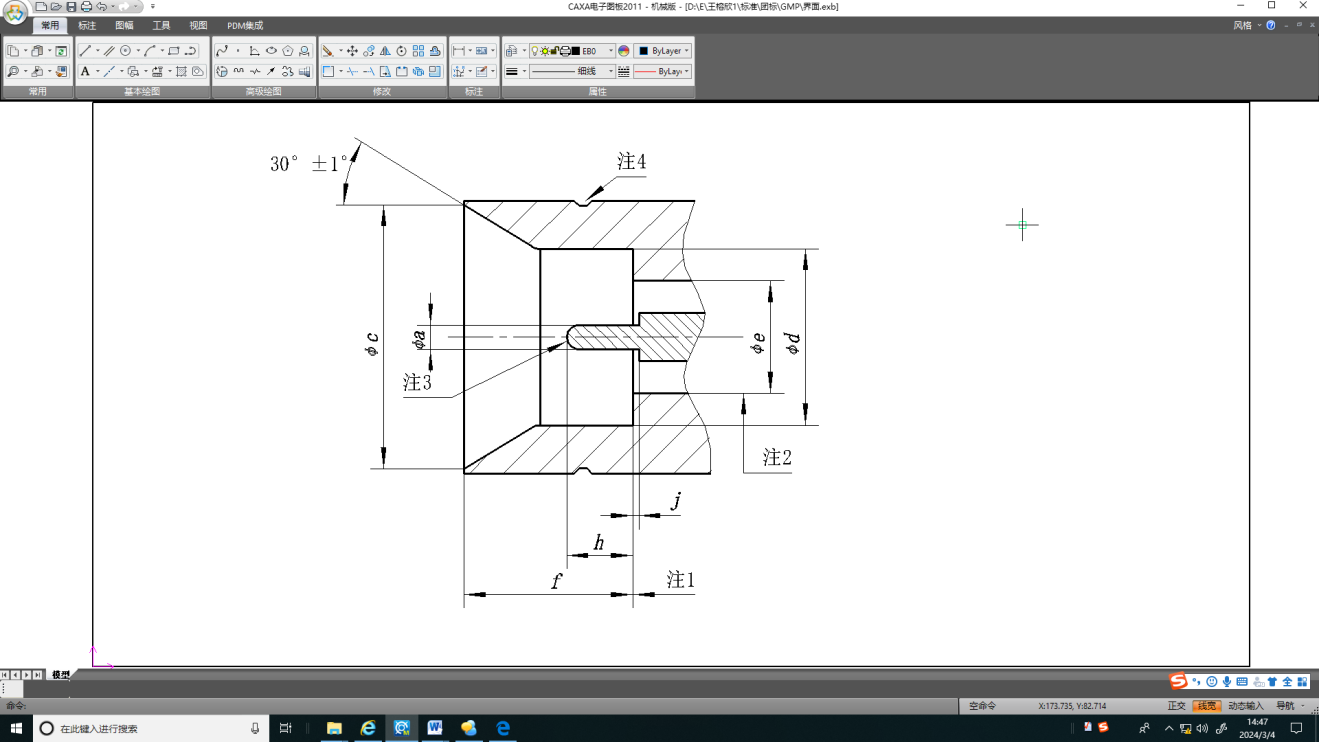 CAXA电子图板2011 - 机械版 - [D:\E\王榕欣1\标准\团标\GMP\界面.exb]
常用 标注 图幅 工具 视图 PDM集成
风格
EB0
ByLayer
A
细线
ByLay
常用 基本绘图 高级绘图 修改 标注 属性
30°±1°
注4
φc
φa
φe
φd
注3
注2
j
h
f
注1
模型
全
命令:
空命令
X:173.735, Y:82.714
正交 线宽 动态输入 导航
在此键入进行搜索
14:47
2024/3/4